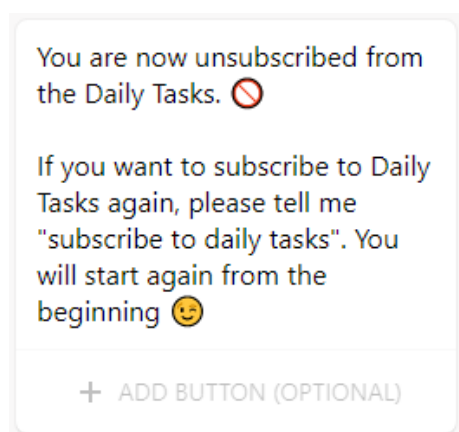 You are now unsubscribed from
the Daily Tasks. 🚫
If you want to subscribe to Daily
Tasks again, please tell me
"subscribe to daily tasks". You
will start again from the
beginning 😉
+ ADD BUTTON (OPTIONAL)